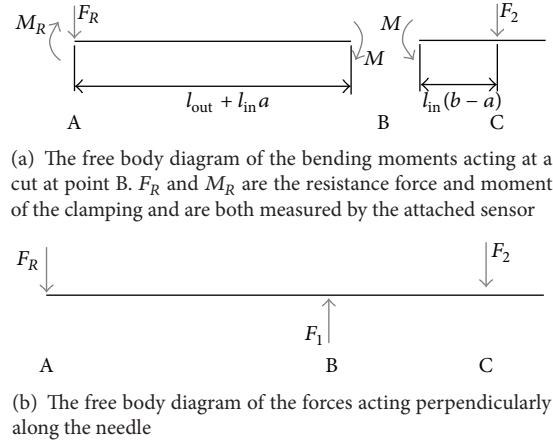 M_R F_R M M F_2
l_out + l_in a l_in(b − a)
A B C
(a) The free body diagram of the bending moments acting at a
cut at point B. F_R and M_R are the resistance force and moment
of the clamping and are both measured by the attached sensor
F_R F_2
F_1
A B C
(b) The free body diagram of the forces acting perpendicularly
along the needle